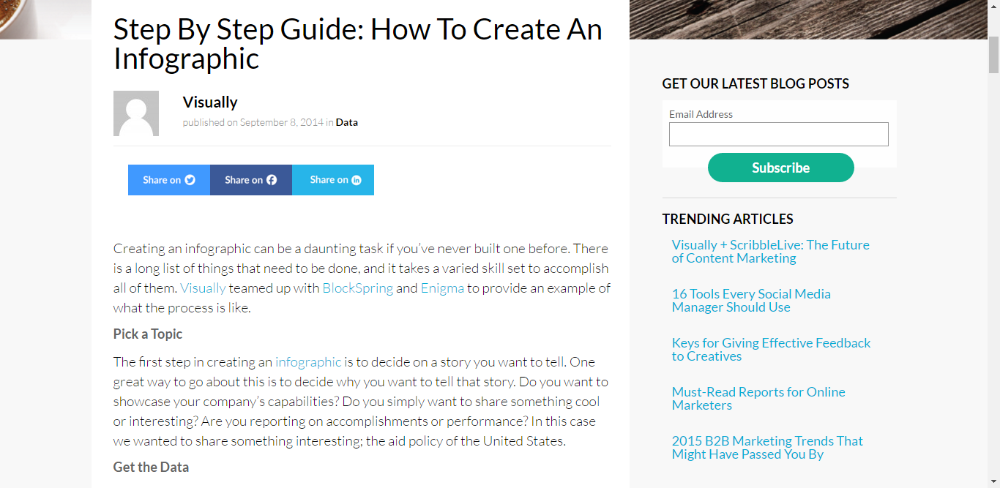 Step By Step Guide: How To Create An
Infographic
Visually
published on September 8, 2014 in Data
Share on
Share on
Share on
Creating an infographic can be a daunting task if you’ve never built one before. There
is a long list of things that need to be done, and it takes a varied skill set to accomplish
all of them. Visually teamed up with BlockSpring and Enigma to provide an example of
what the process is like.
Pick a Topic
The first step in creating an infographic is to decide on a story you want to tell. One
great way to go about this is to decide why you want to tell that story. Do you want to
showcase your company’s capabilities? Do you simply want to share something cool
or interesting? Are you reporting on accomplishments or performance? In this case
we wanted to share something interesting; the aid policy of the United States.
Get the Data
GET OUR LATEST BLOG POSTS
Email Address
Subscribe
TRENDING ARTICLES
Visually + ScribbleLive: The Future
of Content Marketing
16 Tools Every Social Media
Manager Should Use
Keys for Giving Effective Feedback
to Creatives
Must-Read Reports for Online
Marketers
2015 B2B Marketing Trends That
Might Have Passed You By